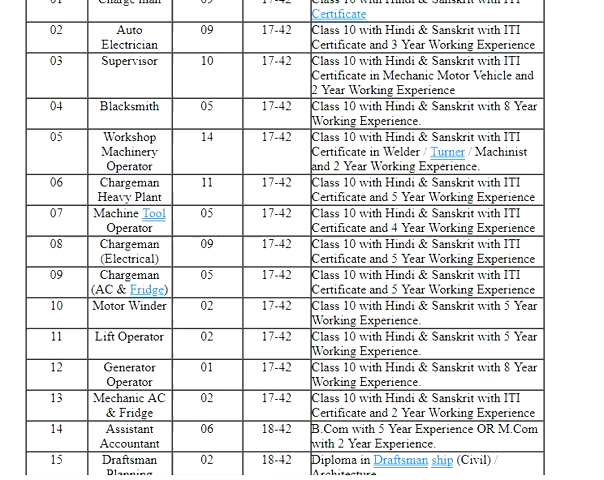 01 Charge man 09 17-42 Class 10 with Hindi & Sanskrit with ITI
Certificate
02 Auto 09 17-42 Class 10 with Hindi & Sanskrit with ITI
Electrician Certificate and 3 Year Working Experience
03 Supervisor 10 17-42 Class 10 with Hindi & Sanskrit with ITI
Certificate in Mechanic Motor Vehicle and
2 Year Working Experience
04 Blacksmith 05 17-42 Class 10 with Hindi & Sanskrit with 8 Year
Working Experience.
05 Workshop 14 17-42 Class 10 with Hindi & Sanskrit with ITI
Machinery Certificate in Welder / Turner / Machinist
Operator and 2 Year Working Experience.
06 Chargeman 11 17-42 Class 10 with Hindi & Sanskrit with ITI
Heavy Plant Certificate and 5 Year Working Experience
07 Machine Tool 05 17-42 Class 10 with Hindi & Sanskrit with ITI
Operator Certificate and 4 Year Working Experience
08 Chargeman 09 17-42 Class 10 with Hindi & Sanskrit with ITI
(Electrical) Certificate and 5 Year Working Experience
09 Chargeman 05 17-42 Class 10 with Hindi & Sanskrit with ITI
(AC & Fridge) Certificate and 5 Year Working Experience
10 Motor Winder 02 17-42 Class 10 with Hindi & Sanskrit with 5 Year
Working Experience.
11 Lift Operator 02 17-42 Class 10 with Hindi & Sanskrit with 5 Year
Working Experience.
12 Generator 01 17-42 Class 10 with Hindi & Sanskrit with 8 Year
Operator Working Experience.
13 Mechanic AC 02 17-42 Class 10 with Hindi & Sanskrit with ITI
& Fridge Certificate and 2 Year Working Experience
14 Assistant 06 18-42 B.Com with 5 Year Experience OR M.Com
Accountant with 2 Year Experience.
15 Draftsman 02 18-42 Diploma in Draftsman ship (Civil) /
Planning Architecture